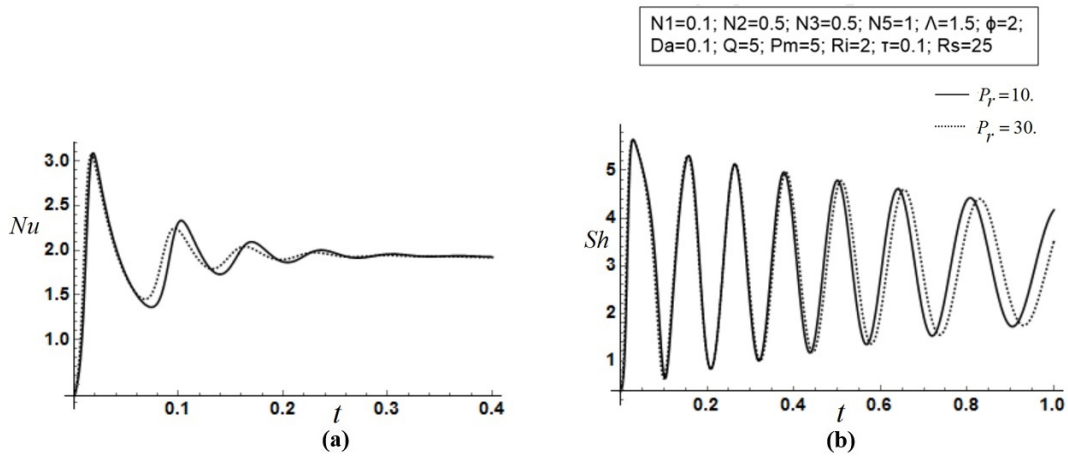 N1=0.1; N2=0.5; N3=0.5; N5=1; Λ=1.5; ϕ=2;
Da=0.1; Q=5; Pm=5; Ri=2; τ=0.1; Rs=25
Pr=10.
Pr=30.
3.0
2.5
Nu
2.0
1.5
1.0
0.1
0.2
0.3
0.4
t
(a)
5
4
Sh
3
2
1
0.2
0.4
0.6
0.8
1.0
t
(b)